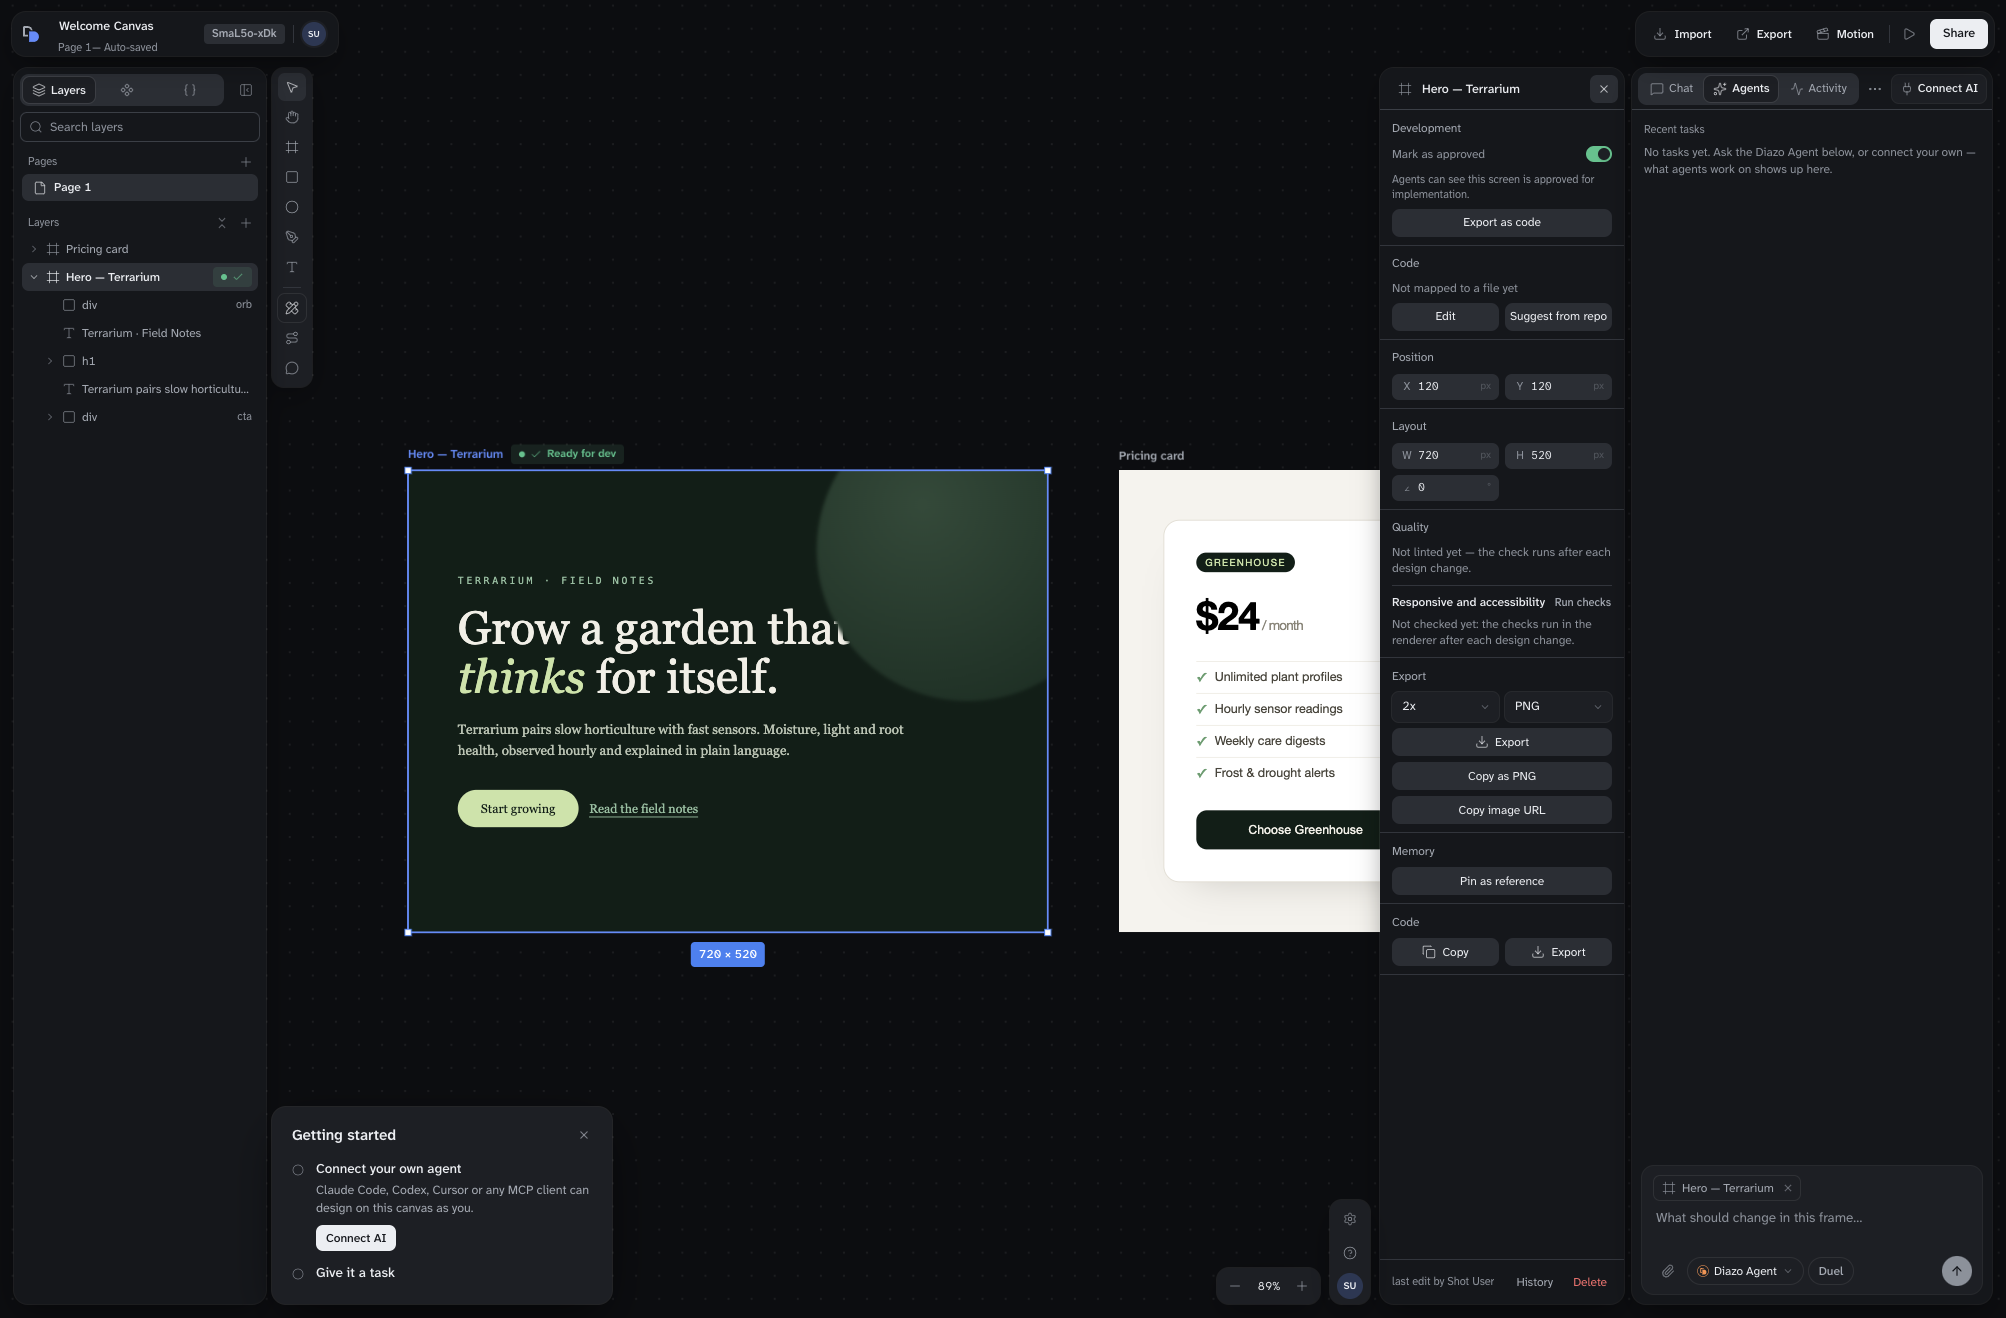 Welcome Canvas
Page 1 — Auto-saved
SmaL5o-xDk
SU
Import
Export
Motion
Share
Layers
{ }
Search layers
Pages
Page 1
Layers
Pricing card
Hero — Terrarium
div
orb
Terrarium · Field Notes
h1
Terrarium pairs slow horticultu...
div
cta
Hero — Terrarium
Ready for dev
TERRARIUM · FIELD NOTES
Grow a garden that
thinks for itself.
Terrarium pairs slow horticulture with fast sensors. Moisture, light and root
health, observed hourly and explained in plain language.
Start growing
Read the field notes
720 × 520
Pricing card
GREENHOUSE
$24 / month
✓ Unlimited plant profiles
✓ Hourly sensor readings
✓ Weekly care digests
✓ Frost & drought alerts
Choose Greenhouse
Getting started
Connect your own agent
Claude Code, Codex, Cursor or any MCP client can
design on this canvas as you.
Connect AI
Give it a task
89%
SU
Hero — Terrarium
Development
Mark as approved
Agents can see this screen is approved for
implementation.
Export as code
Code
Not mapped to a file yet
Edit
Suggest from repo
Position
X 120 px
Y 120 px
Layout
W 720 px
H 520 px
∠ 0 °
Quality
Not linted yet — the check runs after each
design change.
Responsive and accessibility
Run checks
Not checked yet: the checks run in the
renderer after each design change.
Export
2x
PNG
Export
Copy as PNG
Copy image URL
Memory
Pin as reference
Code
Copy
Export
last edit by Shot User
History
Delete
Chat
Agents
Activity
Connect AI
Recent tasks
No tasks yet. Ask the Diazo Agent below, or connect your own —
what agents work on shows up here.
Hero — Terrarium
What should change in this frame...
Diazo Agent
Duel